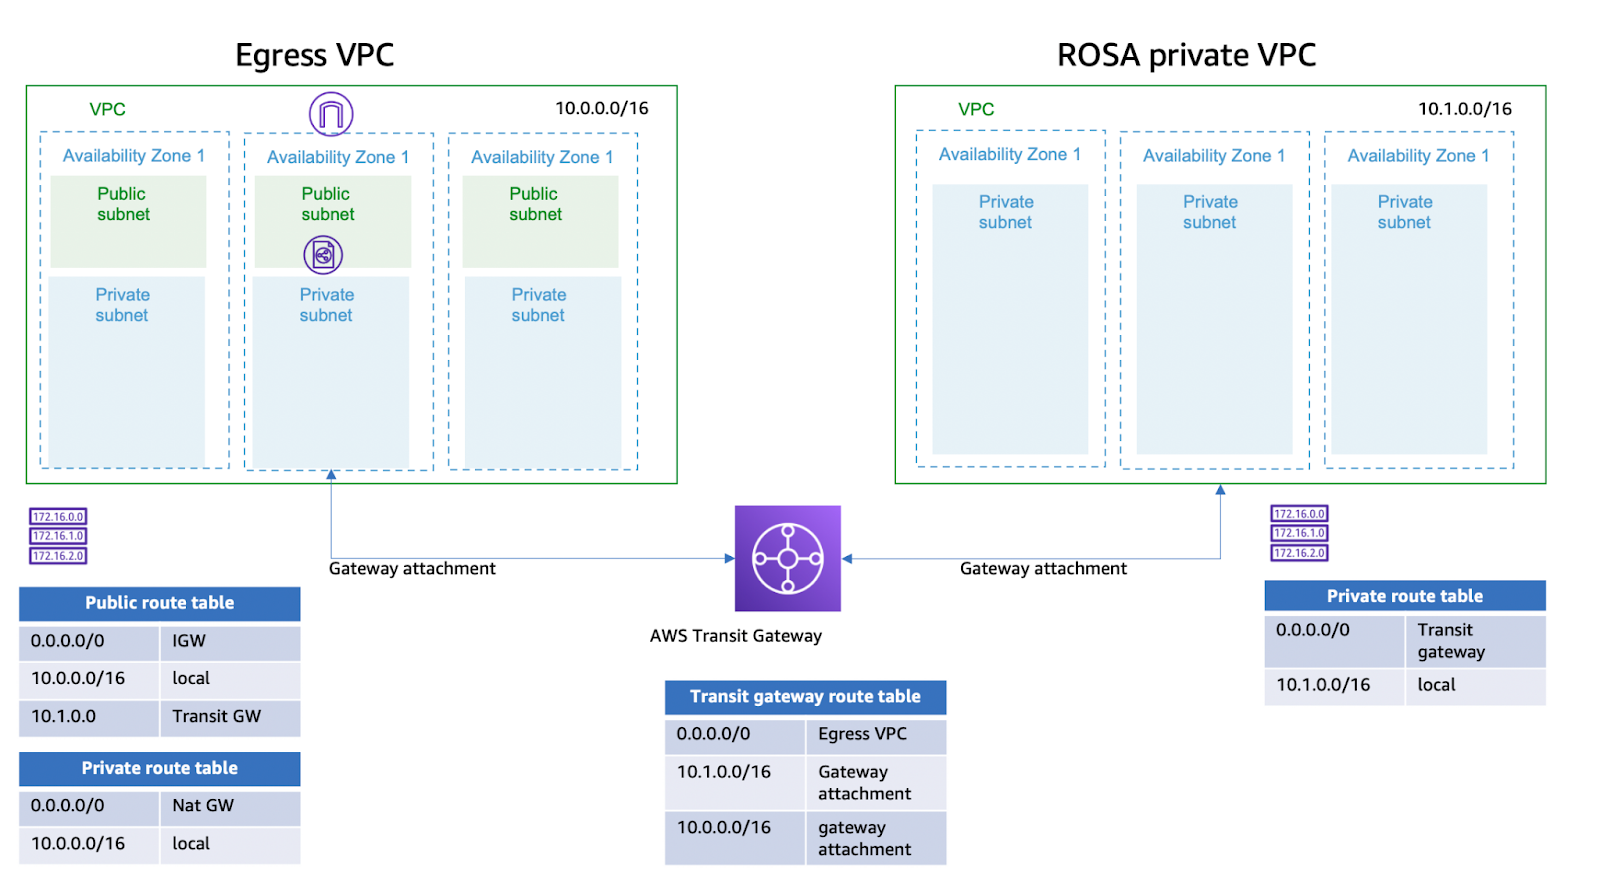 Egress VPC
ROSA private VPC
VPC
10.0.0.0/16
Availability Zone 1
Availability Zone 1
Availability Zone 1
Public
subnet
Public
subnet
Public
subnet
Private
subnet
Private
subnet
Private
subnet
VPC
10.1.0.0/16
Availability Zone 1
Availability Zone 1
Availability Zone 1
Private
subnet
Private
subnet
Private
subnet
172.16.0.0
172.16.1.0
172.16.2.0
Gateway attachment
Gateway attachment
172.16.0.0
172.16.1.0
172.16.2.0
AWS Transit Gateway
Public route table
0.0.0.0/0 IGW
10.0.0.0/16 local
10.1.0.0 Transit GW
Private route table
0.0.0.0/0 Nat GW
10.0.0.0/16 local
Transit gateway route table
0.0.0.0/0 Egress VPC
10.1.0.0/16 Gateway
attachment
10.0.0.0/16 gateway
attachment
Private route table
0.0.0.0/0 Transit
gateway
10.1.0.0/16 local